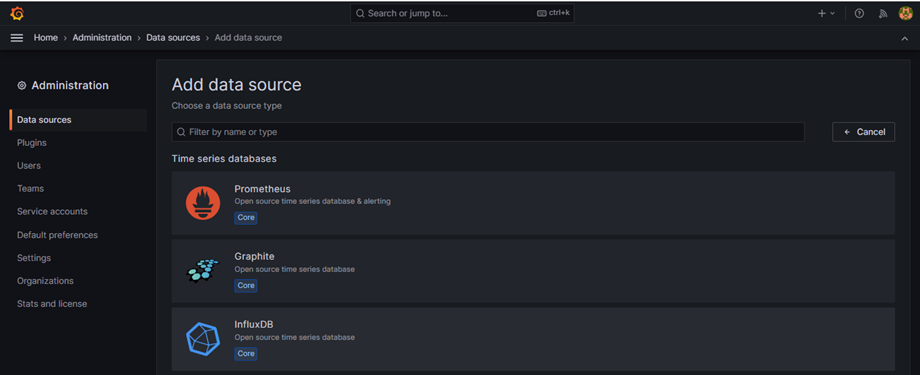 Search or jump to...
ctrl+k
Home › Administration › Data sources › Add data source
Administration
Data sources
Plugins
Users
Teams
Service accounts
Default preferences
Settings
Organizations
Stats and license
Add data source
Choose a data source type
Filter by name or type
Cancel
Time series databases
Prometheus
Open source time series database & alerting
Core
Graphite
Open source time series database
Core
InfluxDB
Open source time series database
Core